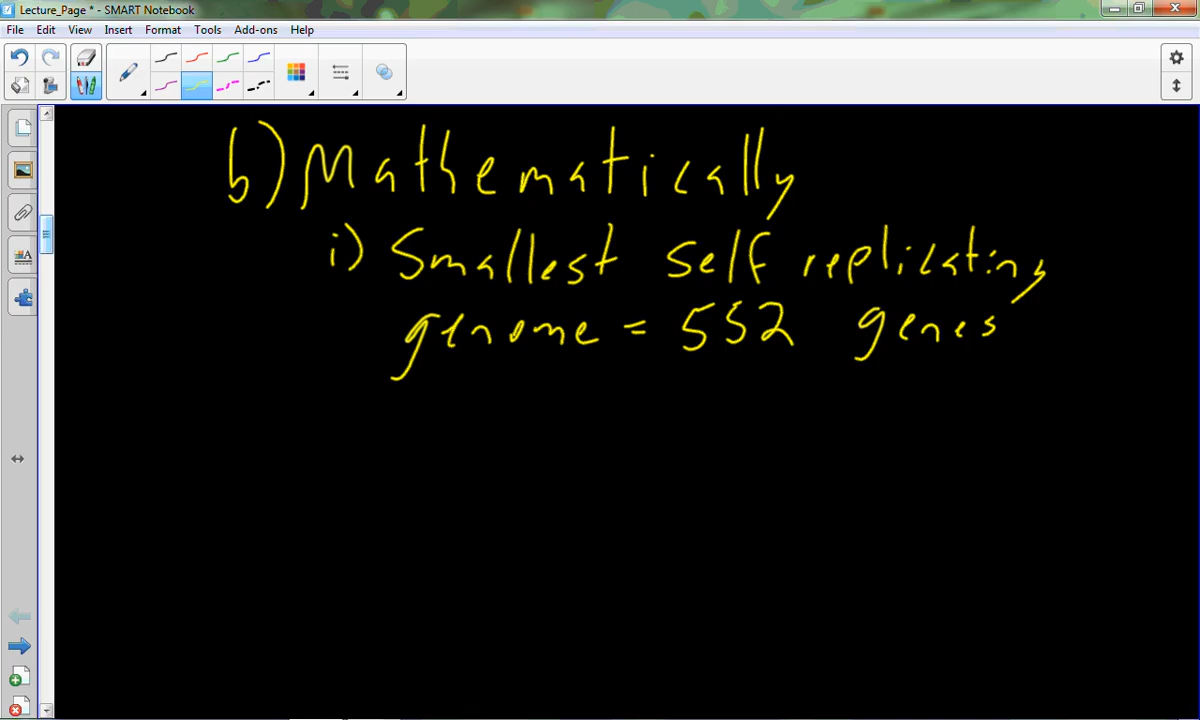 Lecture_Page * - SMART Notebook
File Edit View Insert Format Tools Add-ons Help
b) Mathematically
i) Smallest self replicating
genome = 552 genes